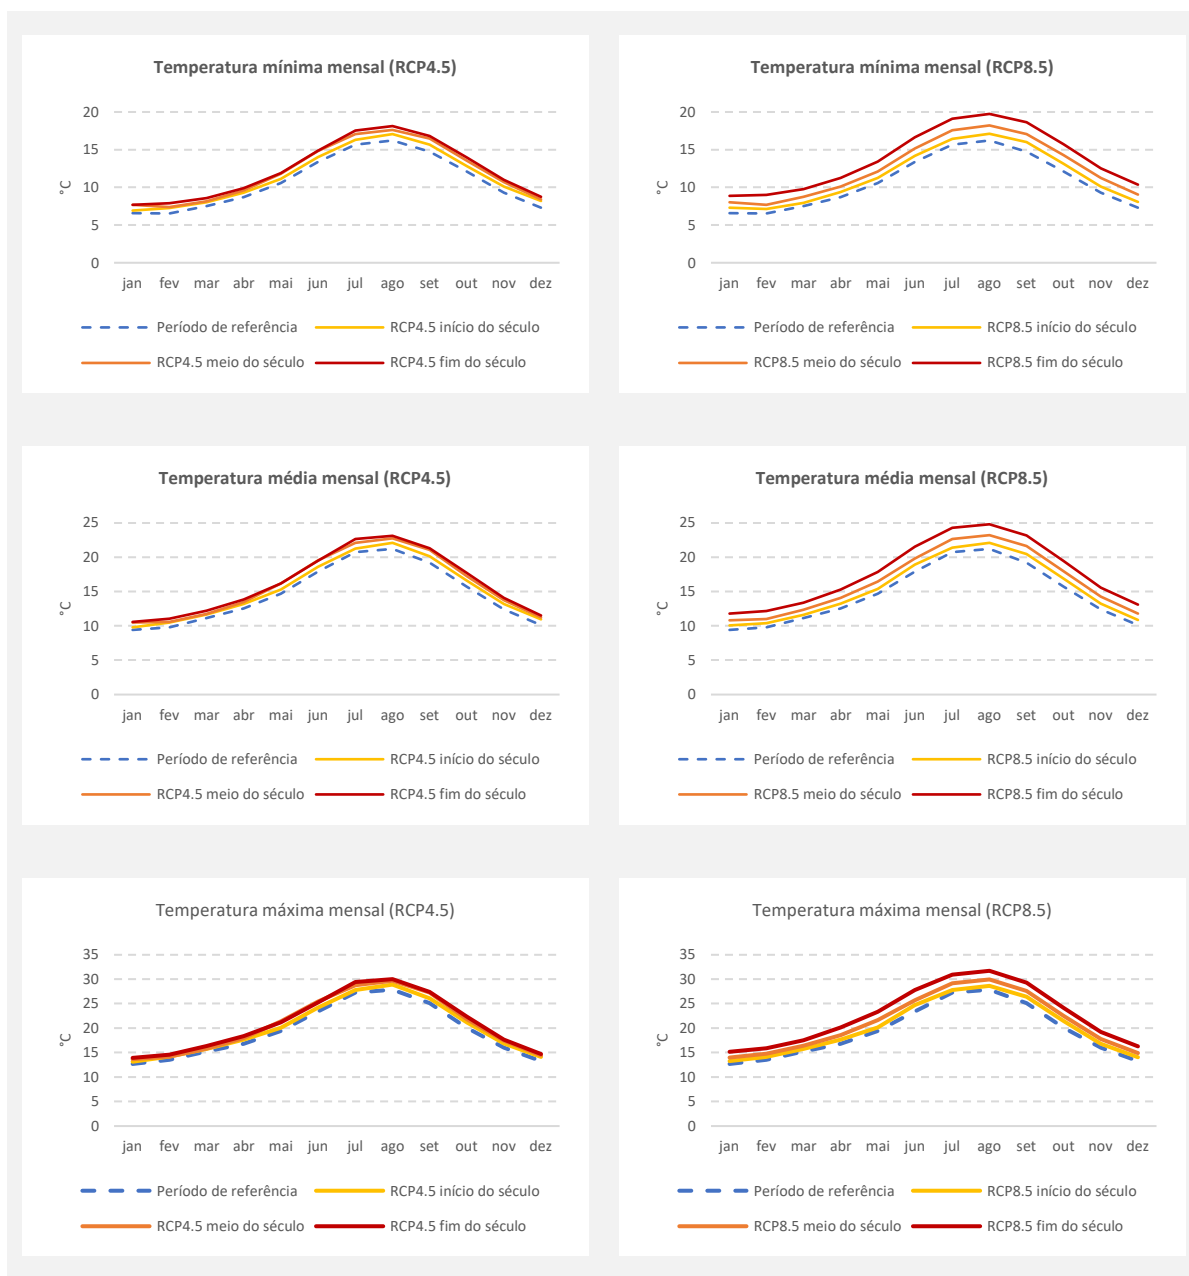 Temperatura mínima mensal (RCP4.5)
20
15
10
5
0
°C
jan fev mar abr mai jun jul ago set out nov dez
Período de referência RCP4.5 início do século
RCP4.5 meio do século RCP4.5 fim do século
Temperatura mínima mensal (RCP8.5)
20
15
10
5
0
°C
jan fev mar abr mai jun jul ago set out nov dez
Período de referência RCP8.5 início do século
RCP8.5 meio do século RCP8.5 fim do século
Temperatura média mensal (RCP4.5)
25
20
15
10
5
0
°C
jan fev mar abr mai jun jul ago set out nov dez
Período de referência RCP4.5 início do século
RCP4.5 meio do século RCP4.5 fim do século
Temperatura média mensal (RCP8.5)
25
20
15
10
5
0
°C
jan fev mar abr mai jun jul ago set out nov dez
Período de referência RCP8.5 início do século
RCP8.5 meio do século RCP8.5 fim do século
Temperatura máxima mensal (RCP4.5)
35
30
25
20
15
10
5
0
°C
jan fev mar abr mai jun jul ago set out nov dez
Período de referência RCP4.5 início do século
RCP4.5 meio do século RCP4.5 fim do século
Temperatura máxima mensal (RCP8.5)
35
30
25
20
15
10
5
0
°C
jan fev mar abr mai jun jul ago set out nov dez
Período de referência RCP8.5 início do século
RCP8.5 meio do século RCP8.5 fim do século